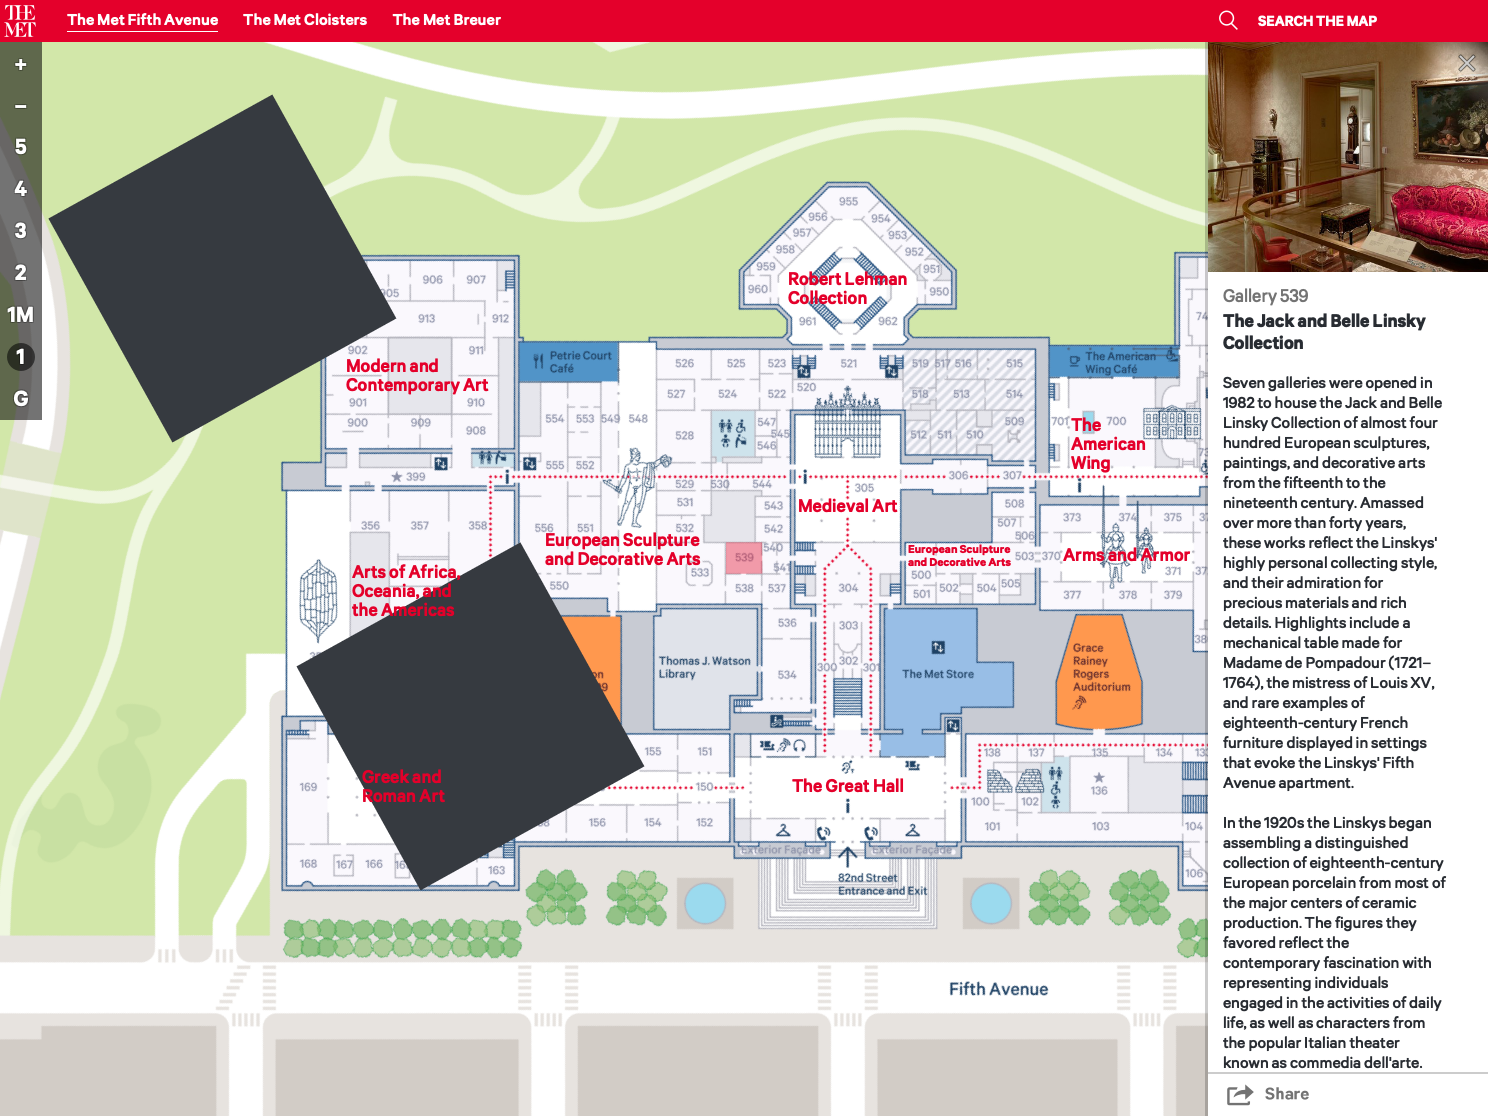 THE MET
The Met Fifth Avenue
The Met Cloisters
The Met Breuer
SEARCH THE MAP
+
–
5
4
3
2
1M
1
G
955
956
954
957
953
958
952
959
951
960
950
Robert Lehman
Collection
961
962
906
907
913
912
902
911
Modern and
Contemporary Art
901
910
900
909
908
399
Petrie Court
Café
526
525
523
521
519
517
516
515
520
527
524
522
518
513
514
554
553
549
548
547
545
546
528
512
511
510
509
555
552
529
530
544
305
306
307
The American
Wing Café
700
The
American
Wing
356
357
358
556
551
531
543
532
542
540
539
541
533
550
538
537
Medieval Art
European Sculpture
and Decorative Arts
European Sculpture
and Decorative Arts
508
507
506
503
370
500
501
502
504
505
373
374
375
Arms and Armor
371
377
378
379
Arts of Africa,
Oceania, and
the Americas
304
303
302
300
301
536
534
Thomas J. Watson
Library
The Met Store
Grace
Rainey
Rogers
Auditorium
155
151
150
156
154
152
169
Greek and
Roman Art
168
167
166
163
The Great Hall
138
137
135
134
136
100
102
101
103
104
106
Exterior Façade
Exterior Façade
82nd Street
Entrance and Exit
Fifth Avenue
Gallery 539
The Jack and Belle Linsky
Collection
Seven galleries were opened in
1982 to house the Jack and Belle
Linsky Collection of almost four
hundred European sculptures,
paintings, and decorative arts
from the fifteenth to the
nineteenth century. Amassed
over more than forty years,
these works reflect the Linskys'
highly personal collecting style,
and their admiration for
precious materials and rich
details. Highlights include a
mechanical table made for
Madame de Pompadour (1721–
1764), the mistress of Louis XV,
and rare examples of
eighteenth-century French
furniture displayed in settings
that evoke the Linskys' Fifth
Avenue apartment.
In the 1920s the Linskys began
assembling a distinguished
collection of eighteenth-century
European porcelain from most of
the major centers of ceramic
production. The figures they
favored reflect the
contemporary fascination with
representing individuals
engaged in the activities of daily
life, as well as characters from
the popular Italian theater
known as commedia dell'arte.
Share